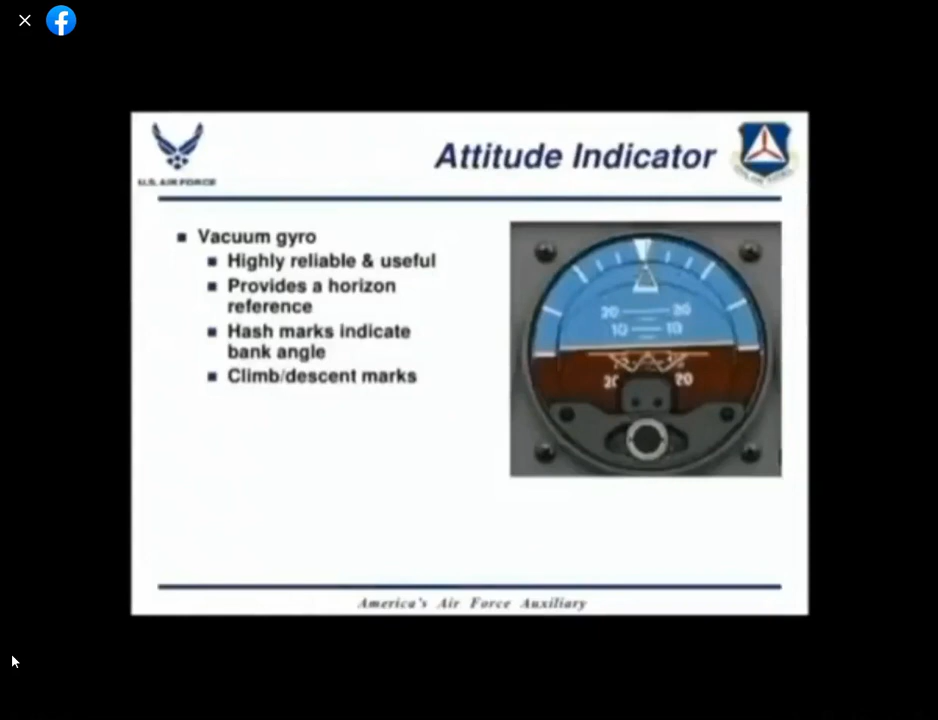 U.S. AIR FORCE
Attitude Indicator
Vacuum gyro
Highly reliable & useful
Provides a horizon
reference
Hash marks indicate
bank angle
Climb/descent marks
20 20
10 10
20 20
America's Air Force Auxiliary